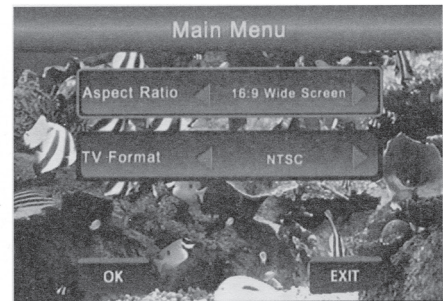 Main Menu
Aspect Ratio 16:9 Wide Screen
TV Format NTSC
OK EXIT